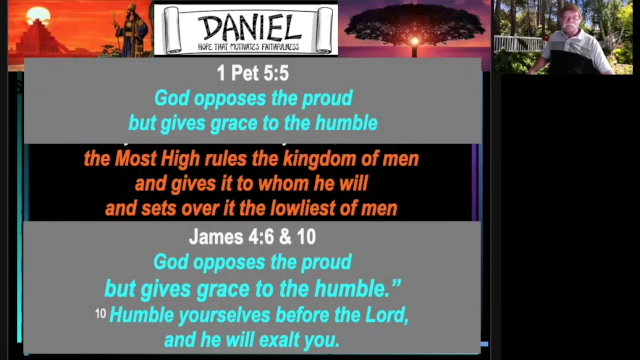 DANIEL
HOPE THAT MOTIVATES FAITHFULNESS
1 Pet 5:5
God opposes the proud
but gives grace to the humble
the Most High rules the kingdom of men
and gives it to whom he will
and sets over it the lowliest of men
James 4:6 & 10
God opposes the proud
but gives grace to the humble.”
10 Humble yourselves before the Lord,
and he will exalt you.